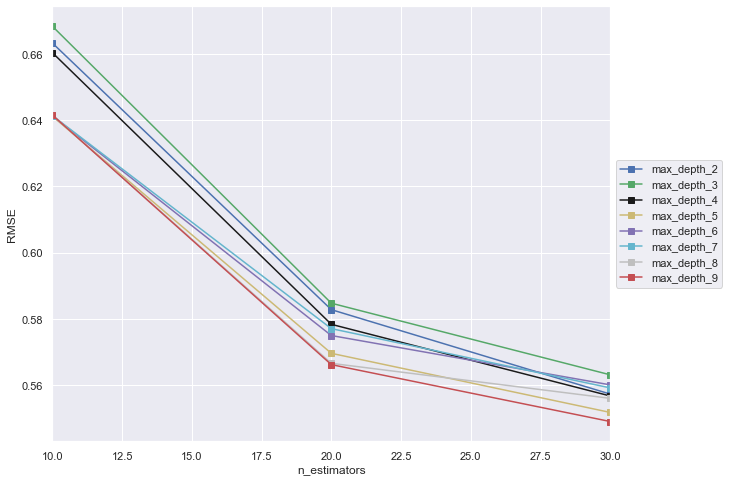 0.66
0.64
0.62
0.60
0.58
0.56
RMSE
10.0 12.5 15.0 17.5 20.0 22.5 25.0 27.5 30.0
n_estimators
max_depth_2
max_depth_3
max_depth_4
max_depth_5
max_depth_6
max_depth_7
max_depth_8
max_depth_9